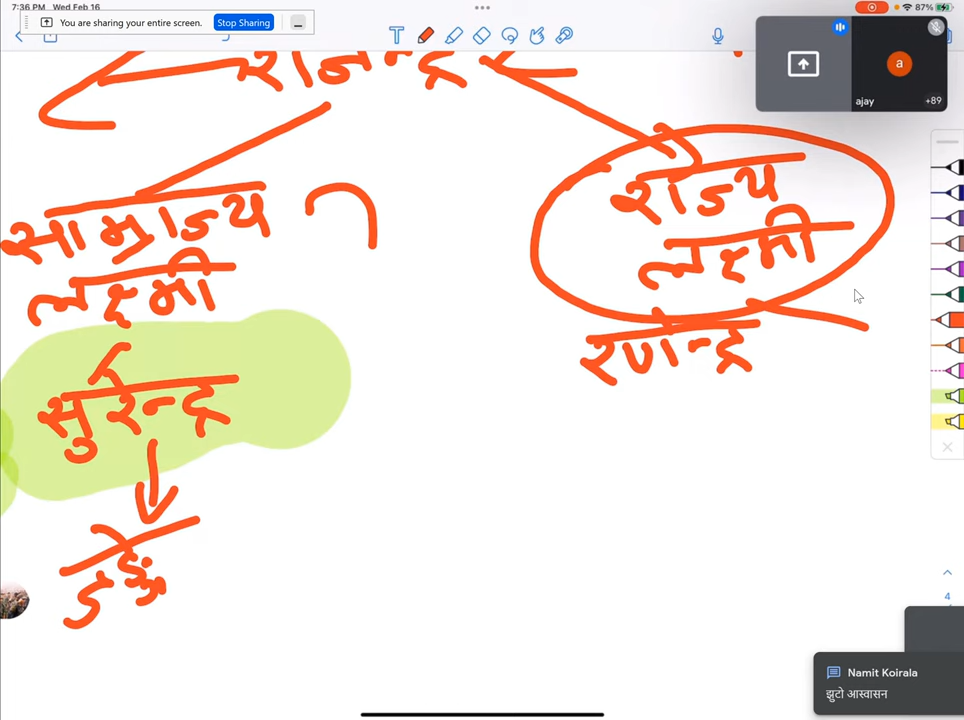 7:36 PM Wed Feb 16
87%
You are sharing your entire screen.
Stop Sharing
a
ajay
+89
राजेन्द्र
राज्य
लक्ष्मी
साम्राज्य
लक्ष्मी
रणेन्द्र
सुरेन्द्र
4
Namit Koirala
झुटो आस्वासन